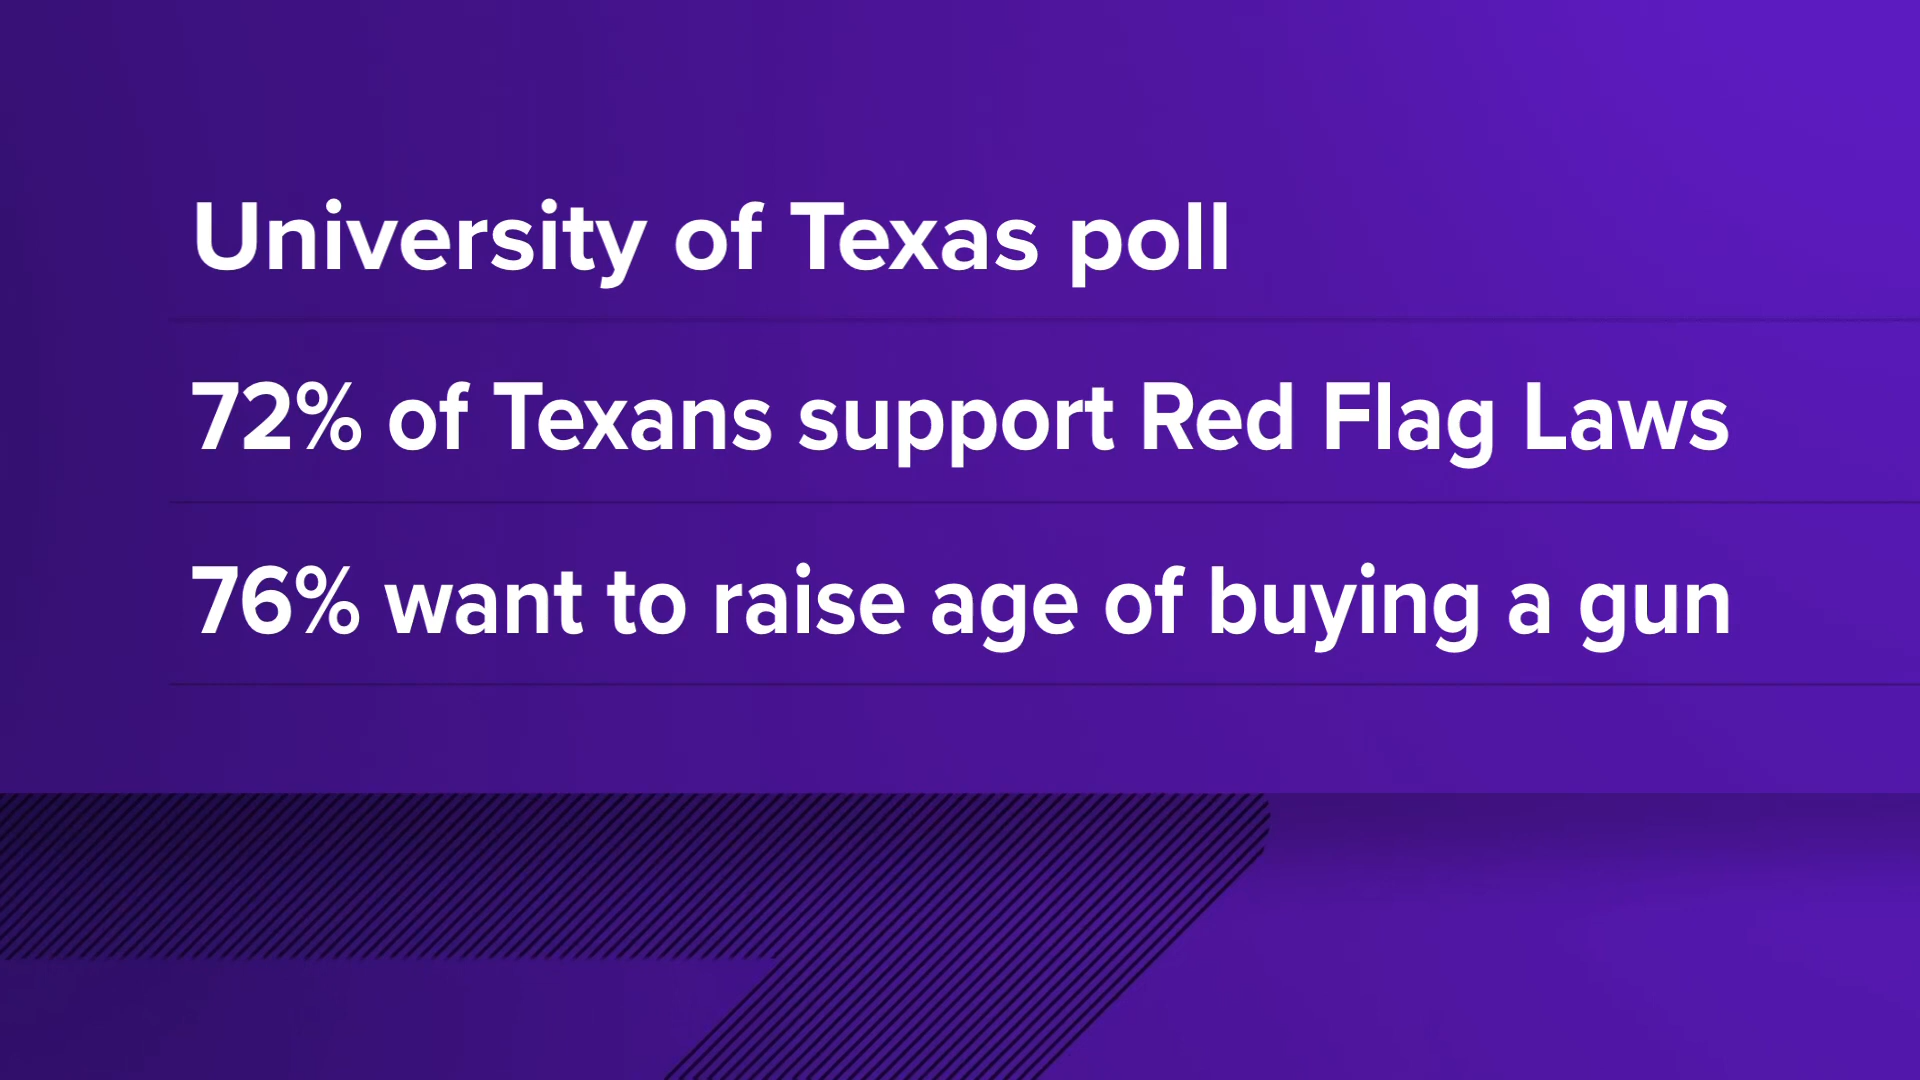 University of Texas poll
72% of Texans support Red Flag Laws
76% want to raise age of buying a gun